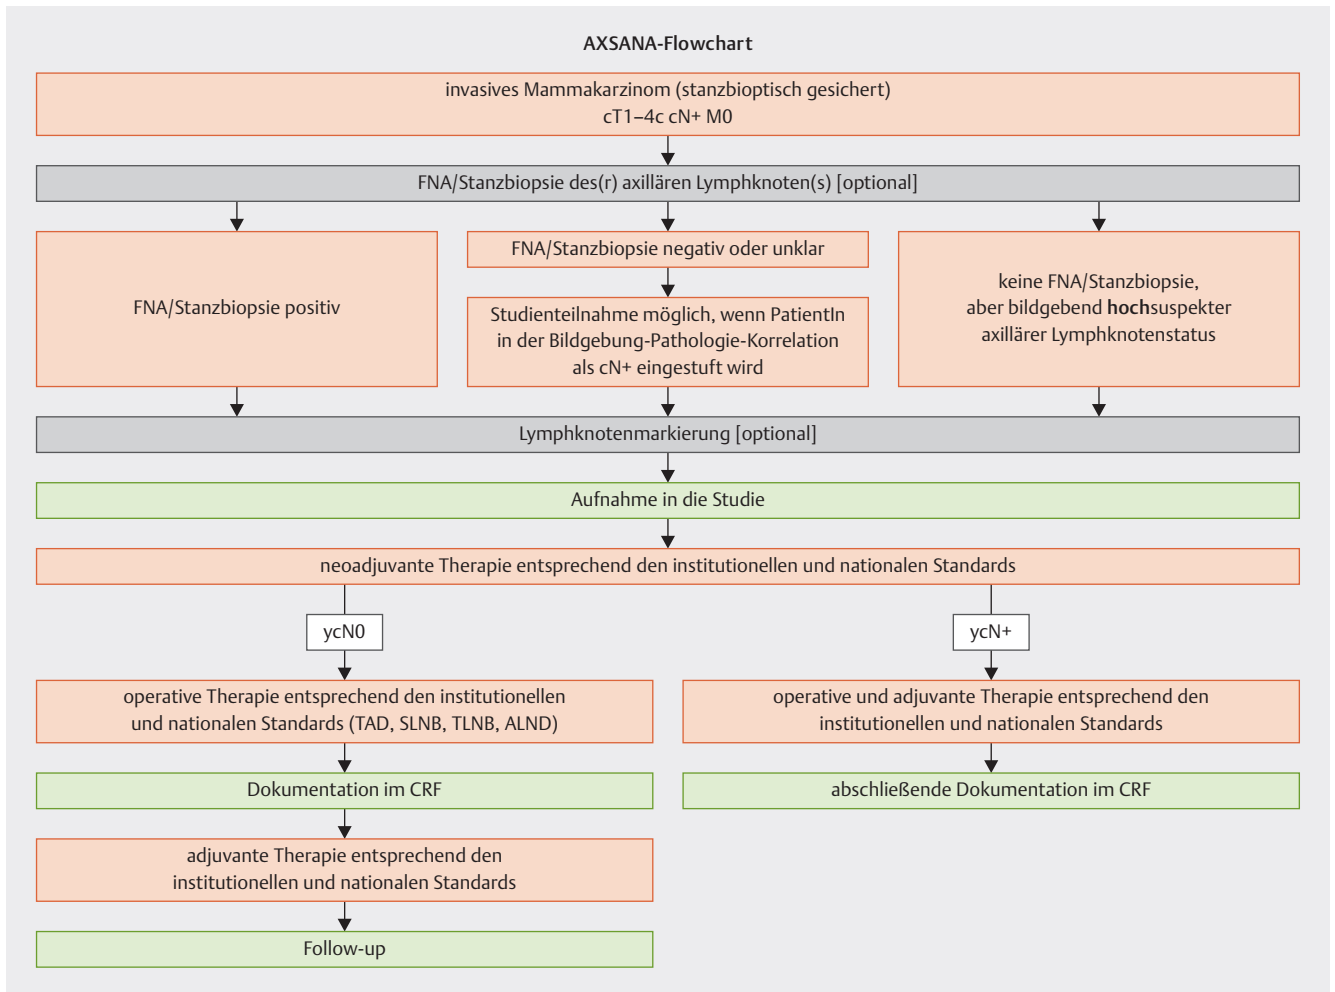 AXSANA-Flowchart
invasives Mammakarzinom (stanzbioptisch gesichert)
cT1–4c cN+ M0
FNA/Stanzbiopsie des(r) axillären Lymphknoten(s) [optional]
FNA/Stanzbiopsie positiv
FNA/Stanzbiopsie negativ oder unklar
Studienteilnahme möglich, wenn PatientIn
in der Bildgebung-Pathologie-Korrelation
als cN+ eingestuft wird
keine FNA/Stanzbiopsie,
aber bildgebend hochsuspekter
axillärer Lymphknotenstatus
Lymphknotenmarkierung [optional]
Aufnahme in die Studie
neoadjuvante Therapie entsprechend den institutionellen und nationalen Standards
ycN0
ycN+
operative Therapie entsprechend den institutionellen
und nationalen Standards (TAD, SLNB, TLNB, ALND)
operative und adjuvante Therapie entsprechend den
institutionellen und nationalen Standards
Dokumentation im CRF
abschließende Dokumentation im CRF
adjuvante Therapie entsprechend den
institutionellen und nationalen Standards
Follow-up